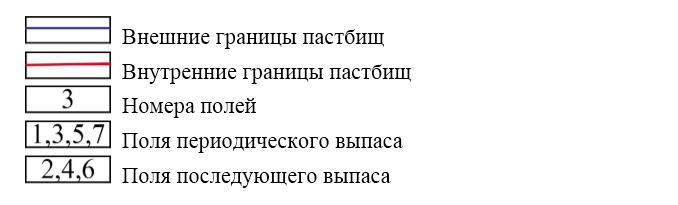 Внешние границы пастбищ
Внутренние границы пастбищ
3 Номера полей
1,3,5,7 Поля периодического выпаса
2,4,6 Поля последующего выпаса